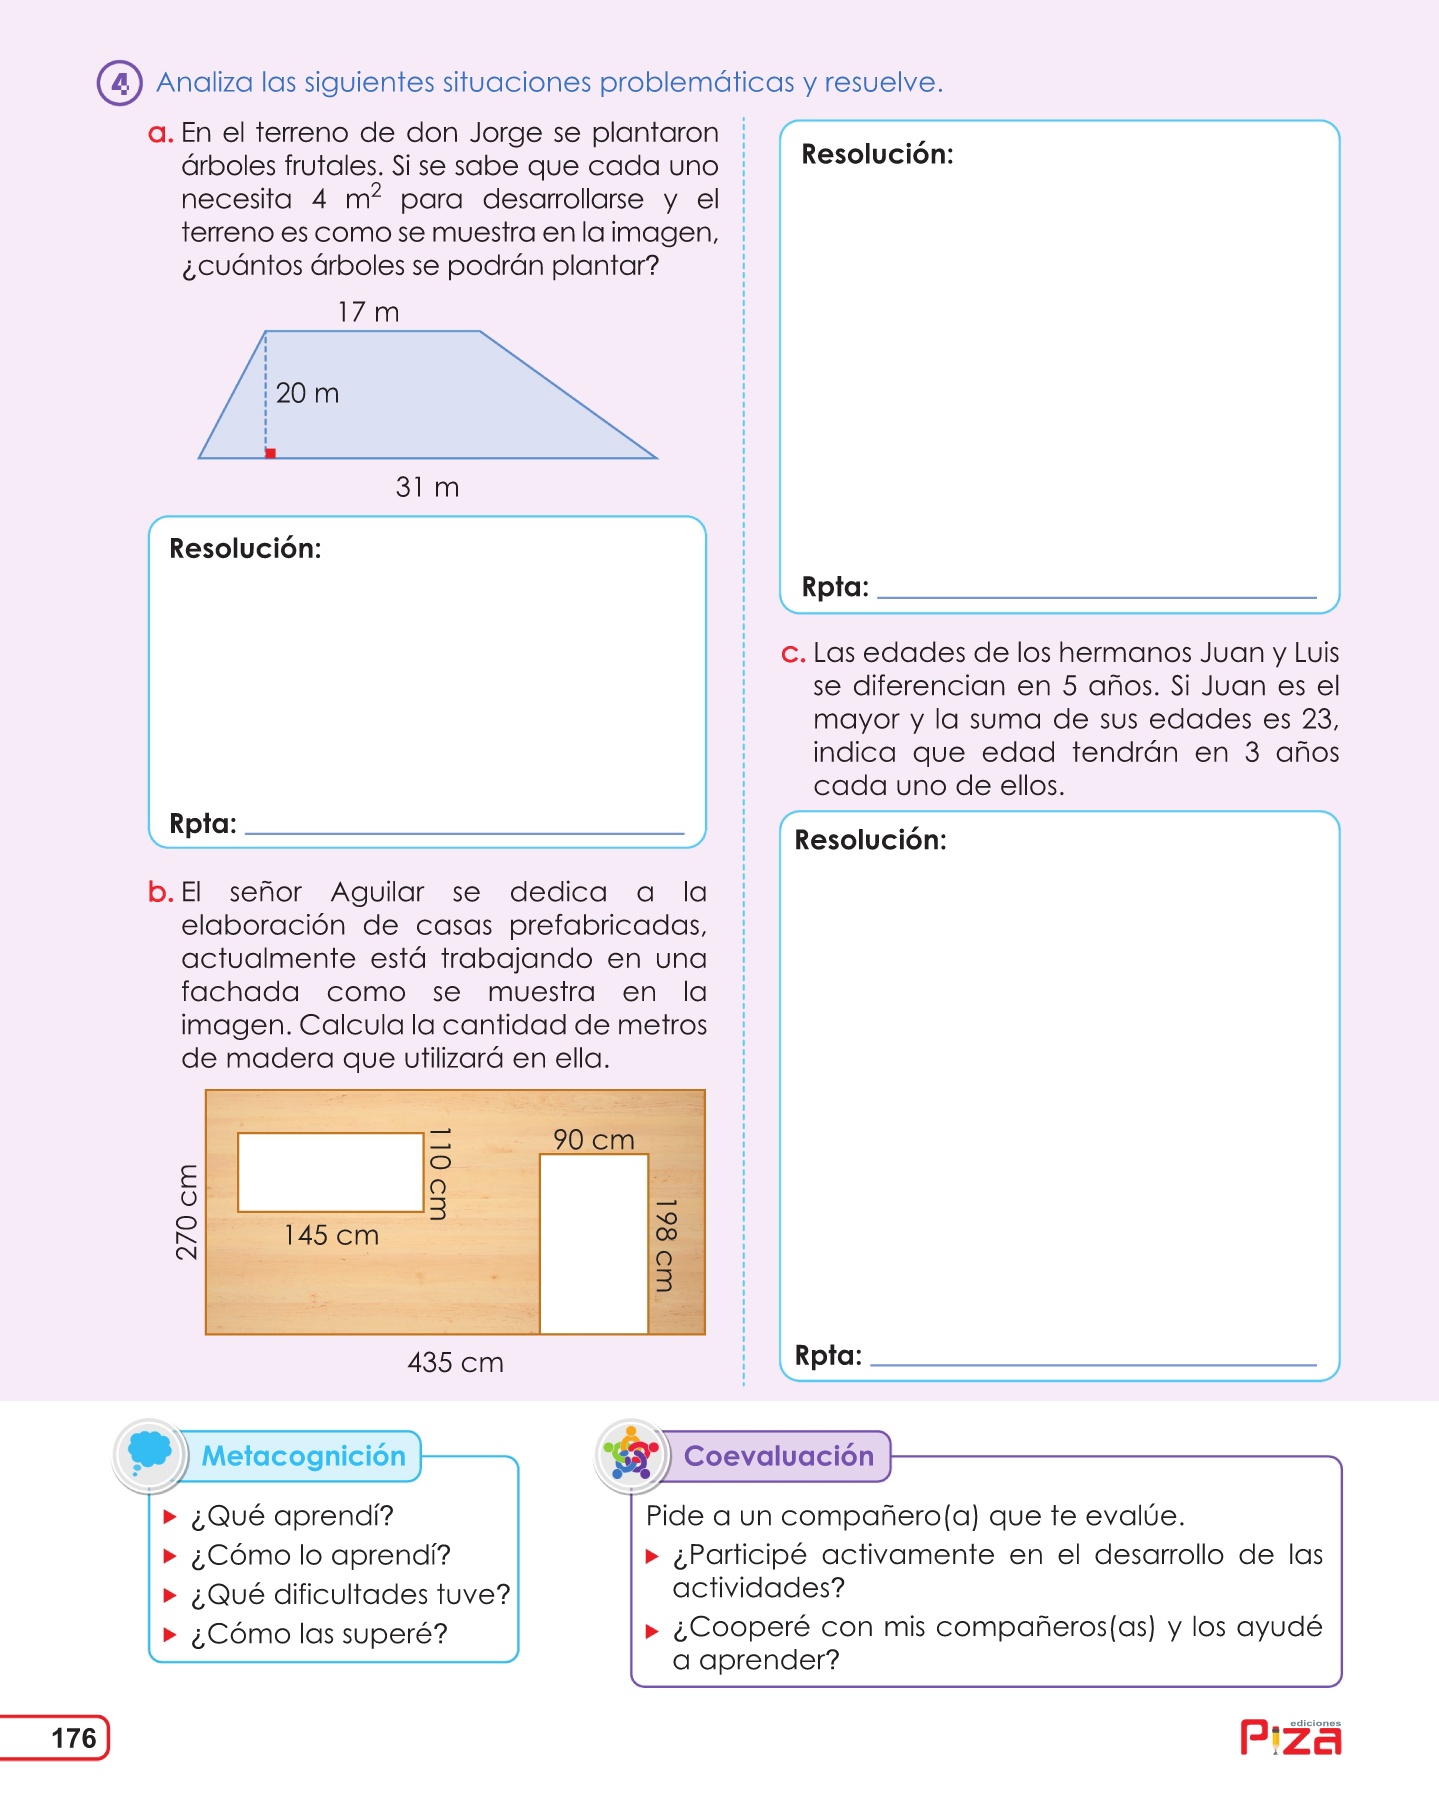 4 Analiza las siguientes situaciones problemáticas y resuelve.
a. En el terreno de don Jorge se plantaron
árboles frutales. Si se sabe que cada uno
necesita 4 m² para desarrollarse y el
terreno es como se muestra en la imagen,
¿cuántos árboles se podrán plantar?
17 m
20 m
31 m
Resolución:
Rpta:
b. El señor Aguilar se dedica a la
elaboración de casas prefabricadas,
actualmente está trabajando en una
fachada como se muestra en la
imagen. Calcula la cantidad de metros
de madera que utilizará en ella.
270 cm
110 cm
145 cm
90 cm
198 cm
435 cm
Resolución:
Rpta:
c. Las edades de los hermanos Juan y Luis
se diferencian en 5 años. Si Juan es el
mayor y la suma de sus edades es 23,
indica que edad tendrán en 3 años
cada uno de ellos.
Resolución:
Rpta:
Metacognición
¿Qué aprendí?
¿Cómo lo aprendí?
¿Qué dificultades tuve?
¿Cómo las superé?
Coevaluación
Pide a un compañero(a) que te evalúe.
¿Participé activamente en el desarrollo de las
actividades?
¿Cooperé con mis compañeros(as) y los ayudé
a aprender?
176
ediciones
Piza